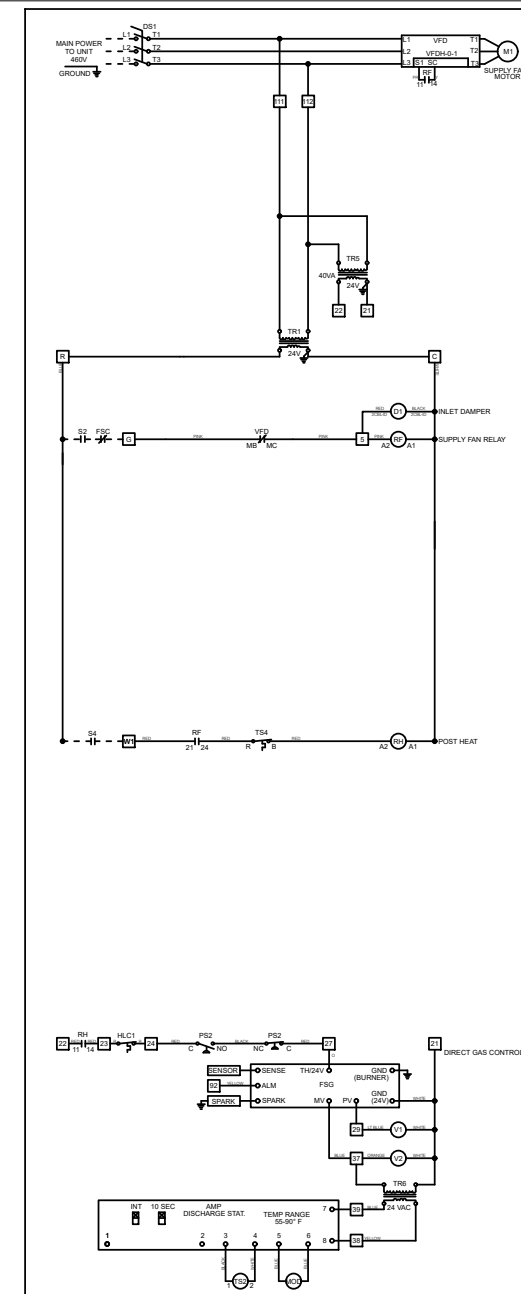 DS1
L1 T1
MAIN POWER
TO UNIT
460V
L2 T2
L3 T3
GROUND
L1 VFD T1
L2 VFDH-0-1 T2
L3 S1 SC T3
M1
SUPPLY FA
MOTOR
RF
11 14
111 112
TR5
40VA
24V
22 21
TR1
24V
R C
D1 INLET DAMPER
RED BLACK
S2 FSC G PINK VFD PINK 5 PINK RF SUPPLY FAN RELAY
MB MC A2 A1
S4 W1 RED RF RED TS4 RED RH POST HEAT
21 24 R B A2 A1
RH HLC1 PS2 PS2
22 23 24 RED BLACK RED 27 21
11 14 C NO NC C
DIRECT GAS CONTROL
SENSOR SENSE TH/24V GND
(BURNER)
92 YELLOW ALM FSG
SPARK SPARK MV PV GND
(24V) WHITE
29 LT BLUE V1 WHITE
BLUE 37 ORANGE V2 WHITE
TR6
24 VAC
INT 10 SEC AMP
DISCHARGE STAT. TEMP RANGE
55-90° F
7 39 BLUE
1 2 3 4 5 6 8 38 YELLOW
BLACK WHITE BLUE BLUE
1 TS2 2 MOD